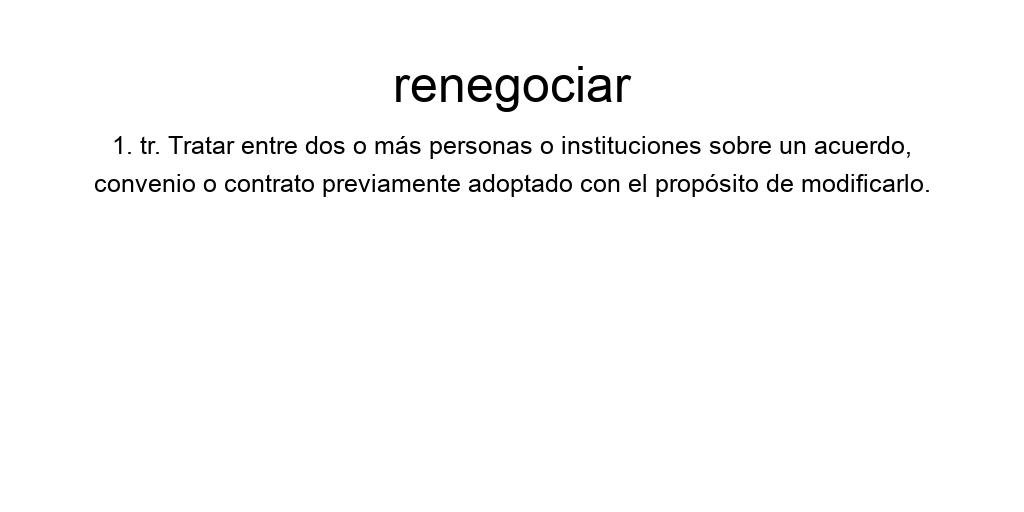 renegociar
1. tr. Tratar entre dos o más personas o instituciones sobre un acuerdo,
convenio o contrato previamente adoptado con el propósito de modificarlo.